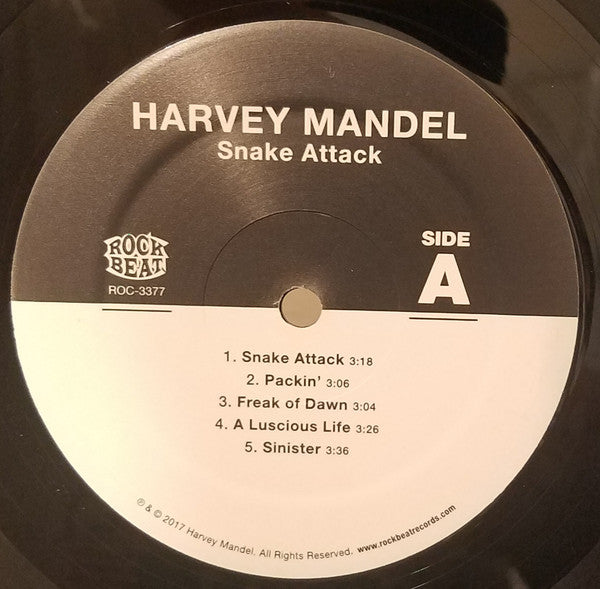 HARVEY MANDEL
Snake Attack
ROCK
BEAT
ROC-3377
SIDE
A
1. Snake Attack 3:18
2. Packin' 3:06
3. Freak of Dawn 3:04
4. A Luscious Life 3:26
5. Sinister 3:36
℗ & © 2017 Harvey Mandel. All Rights Reserved. www.rockbeatrecords.com